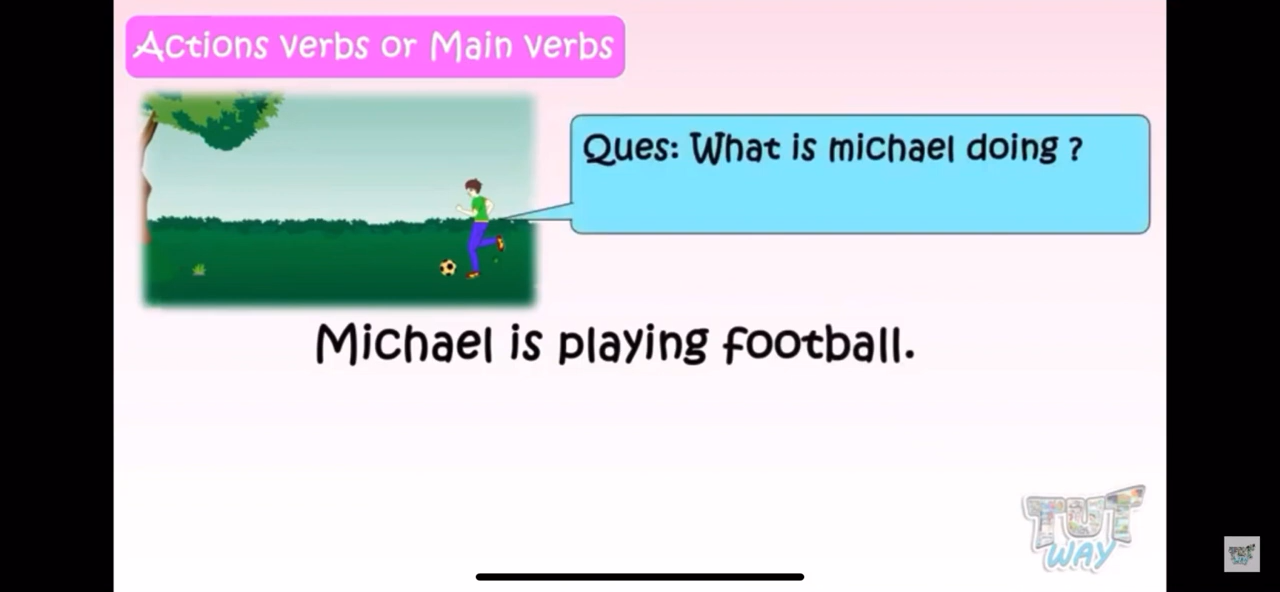 Actions verbs or Main verbs
Ques: What is michael doing ?
Michael is playing football.
TUT
WAY